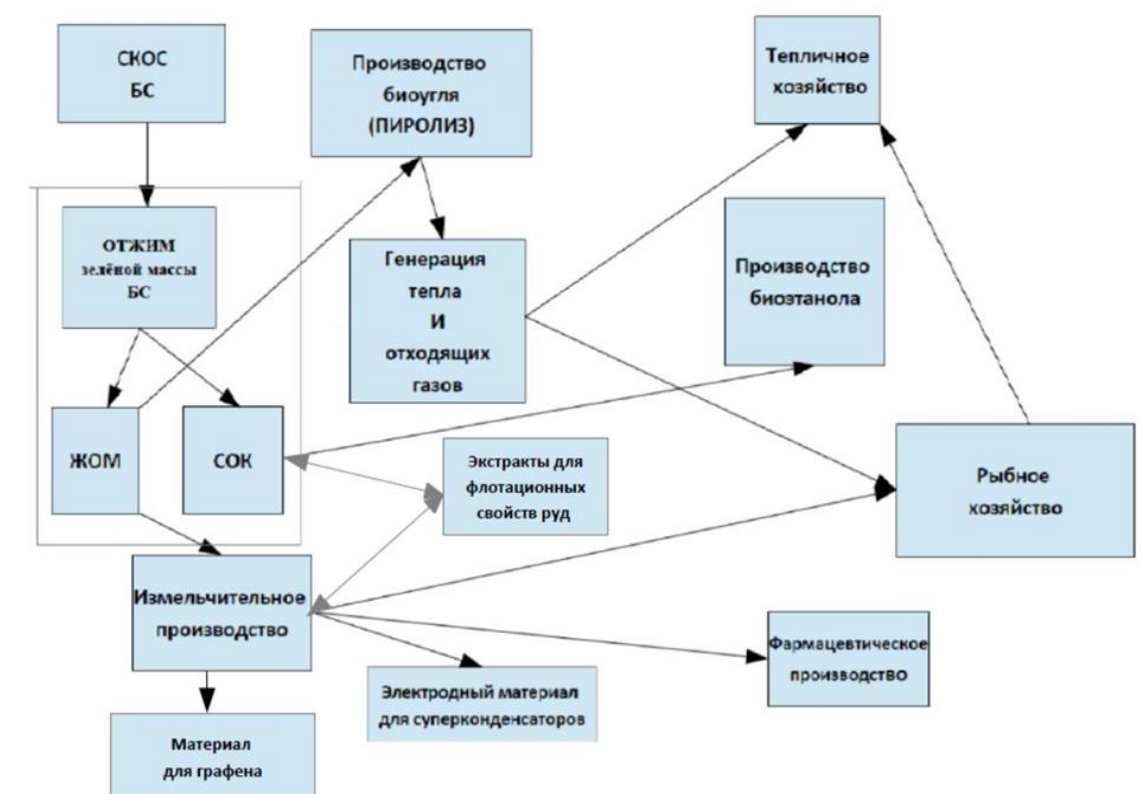 СКОС
БС
Производство
биоугля
(ПИРОЛИЗ)
Тепличное
хозяйство
ОТЖИМ
зелёной массы
БС
Генерация
тепла
И
отходящих
газов
Производство
биоэтанола
ЖОМ
СОК
Экстракты для
флотационных
свойств руд
Рыбное
хозяйство
Измельчительное
производство
Фармацевтическое
производство
Электродный материал
для суперконденсаторов
Материал
для графена